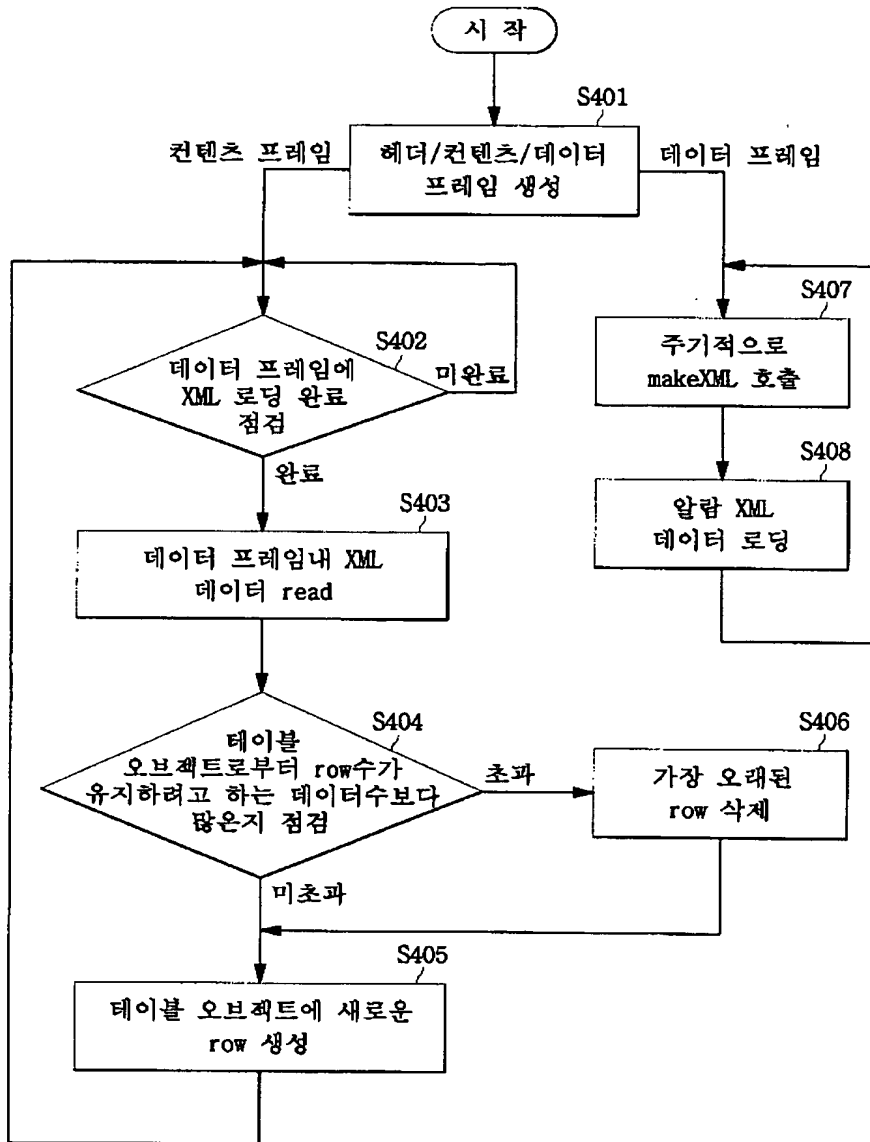 시 작
S401
헤더/컨텐츠/데이터
프레임 생성
컨텐츠 프레임
데이터 프레임
S402
데이터 프레임에
XML 로딩 완료
점검
미완료
완료
S403
데이터 프레임내 XML
데이터 read
S404
테이블
오브젝트로부터 row수가
유지하려고 하는 데이터수보다
많은지 점검
초과
미초과
S406
가장 오래된
row 삭제
S405
테이블 오브젝트에 새로운
row 생성
S407
주기적으로
makeXML 호출
S408
알람 XML
데이터 로딩